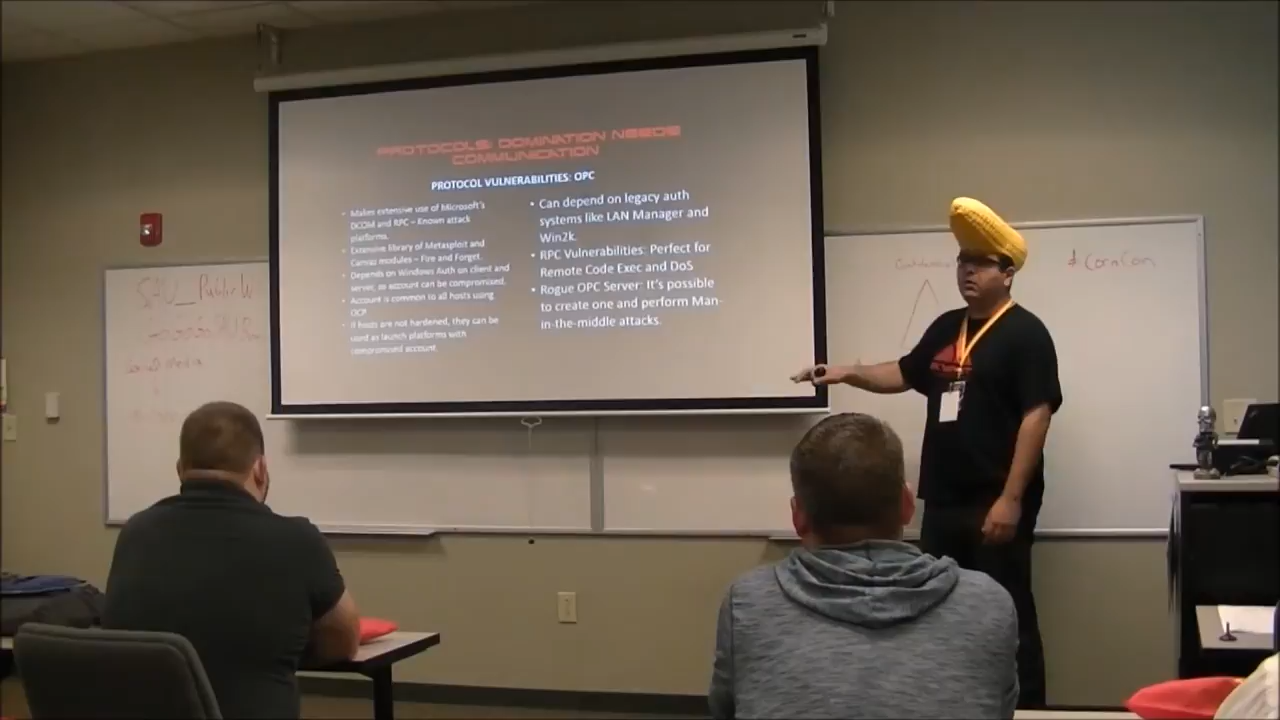 PROTOCOLS: DOMINATION NEEDS
COMMUNICATION
PROTOCOL VULNERABILITIES: OPC
• Makes extensive use of Microsoft's
DCOM and RPC – Known attack
platforms.
• Extensive library of Metasploit and
Canvas modules – Fire and Forget.
• Depends on Windows Auth on client and
server, so account can be compromised.
• Account is common to all hosts using
OCP
• If hosts are not hardened, they can be
used as launch platforms with
compromised account.
• Can depend on legacy auth
systems like LAN Manager and
Win2k.
• RPC Vulnerabilities: Perfect for
Remote Code Exec and DoS
• Rogue OPC Server: It's possible
to create one and perform Man-
in-the-middle attacks.
SAU_Public
Social Media
# CornCon